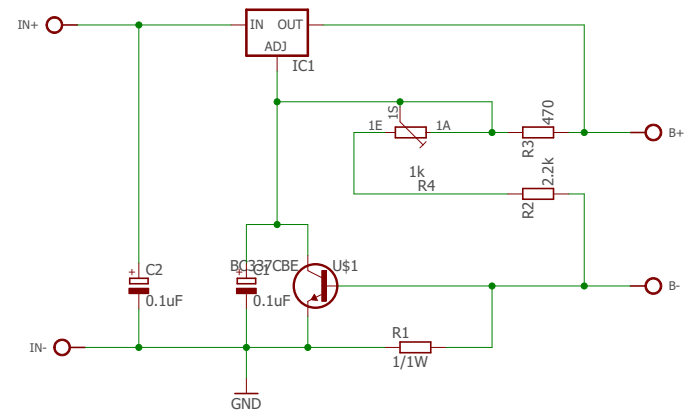 IN+
IN OUT
ADJ
IC1
1S
1E
1A
470
R3
B+
1k
R4
2.2k
R2
BC337CBE
U$1
C2
0.1uF
C1
0.1uF
B-
IN-
R1
1/1W
GND